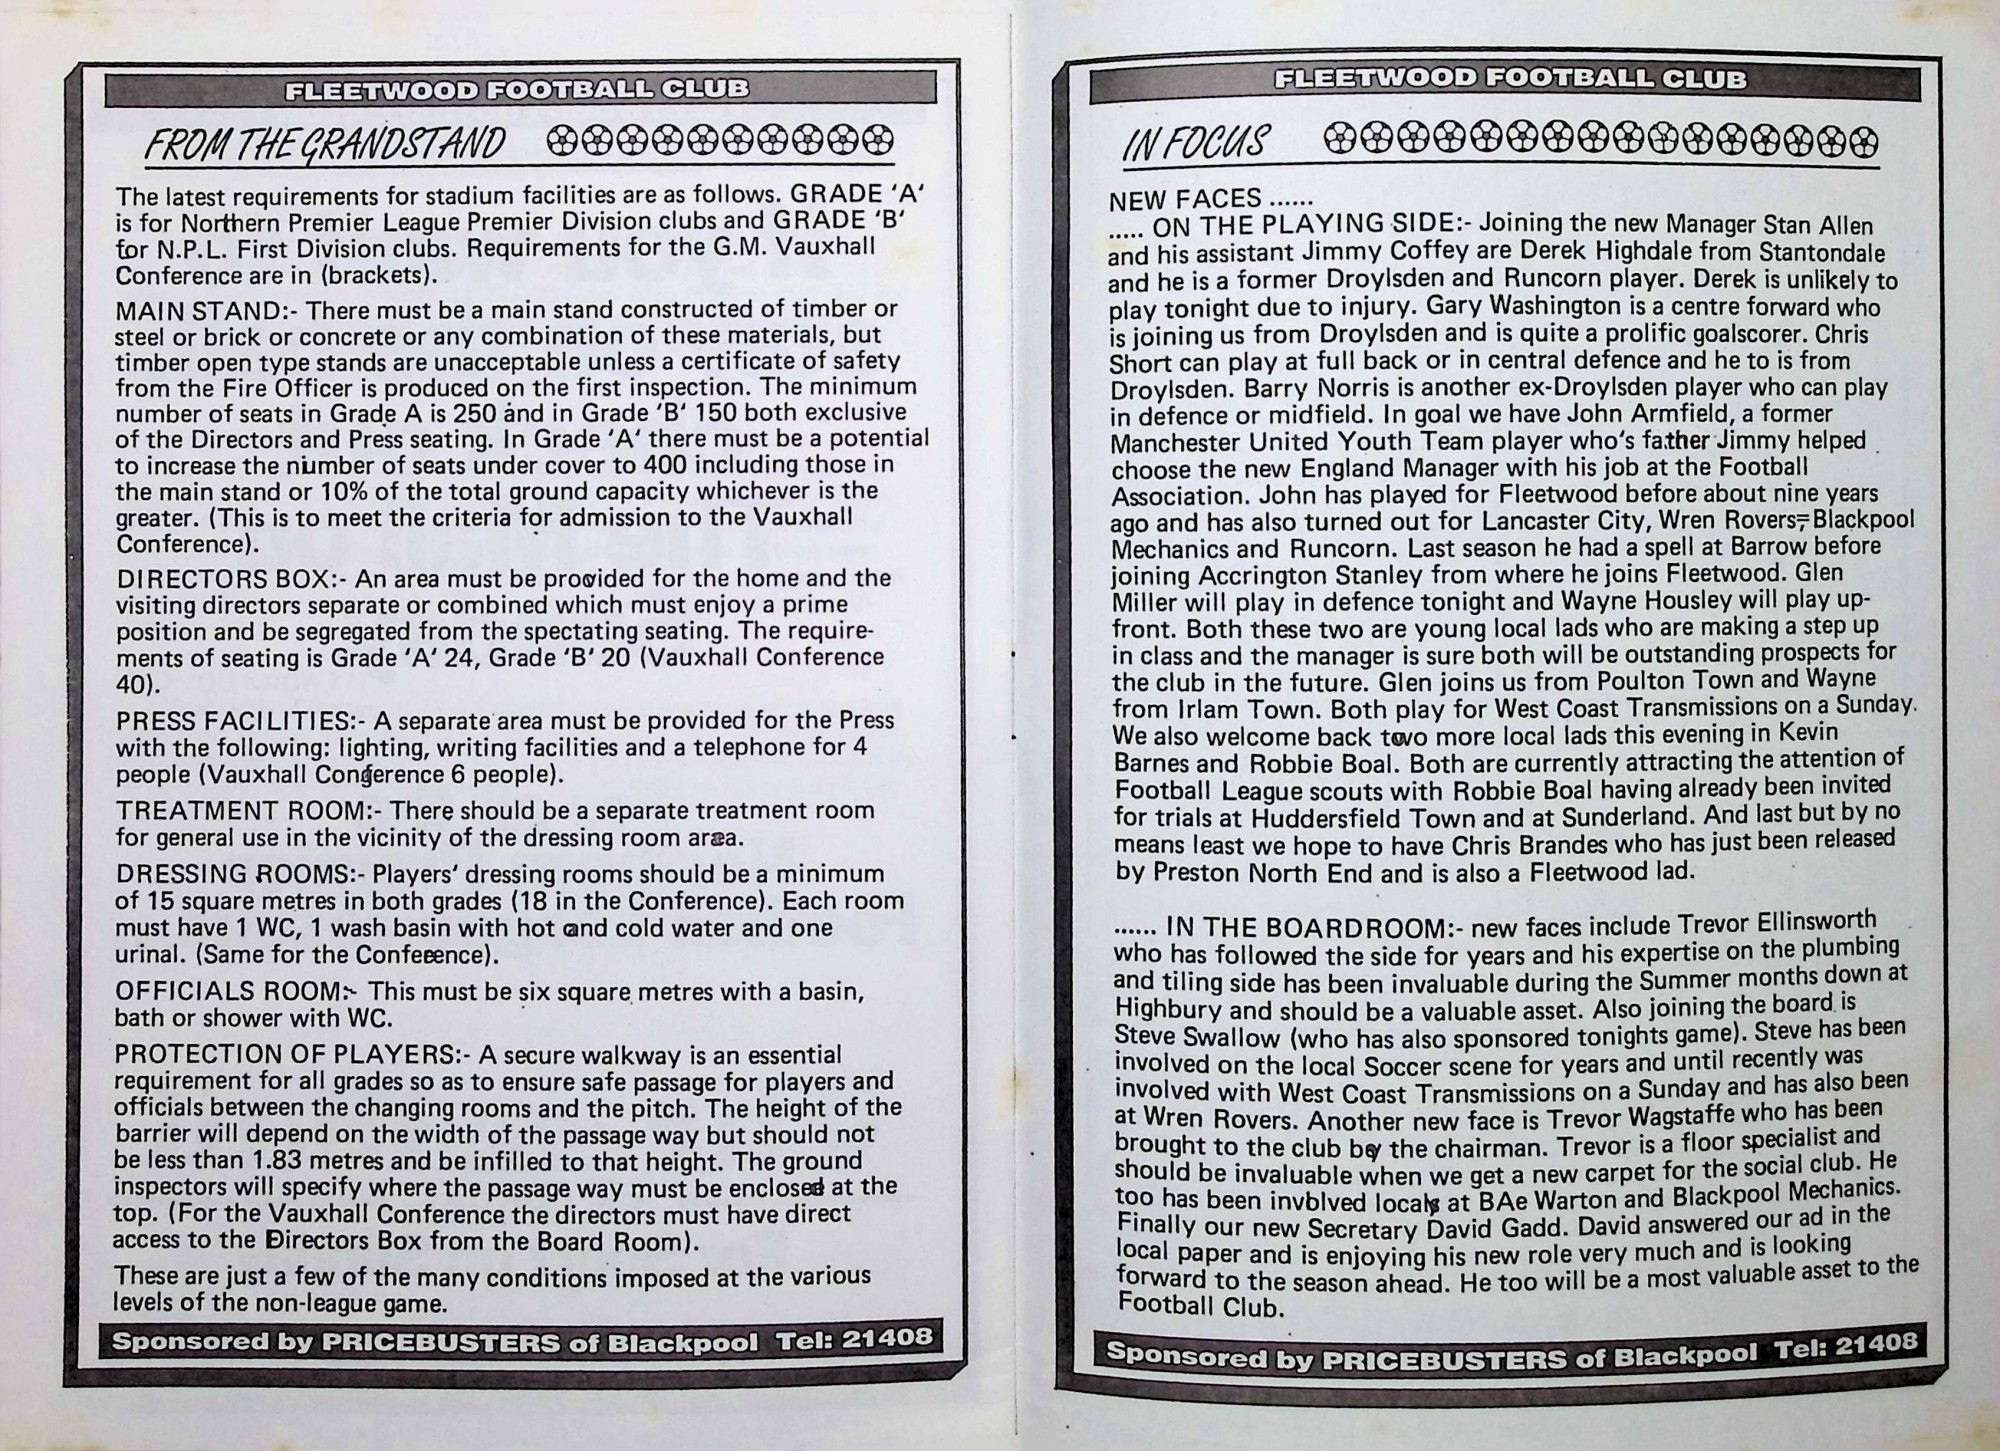 FLEETWOOD FOOTBALL CLUB
FROM THE GRANDSTAND
The latest requirements for stadium facilities are as follows. GRADE 'A'
is for Northern Premier League Premier Division clubs and GRADE 'B'
for N.P.L. First Division clubs. Requirements for the G.M. Vauxhall
Conference are in (brackets).
MAIN STAND:- There must be a main stand constructed of timber or
steel or brick or concrete or any combination of these materials, but
timber open type stands are unacceptable unless a certificate of safety
from the Fire Officer is produced on the first inspection. The minimum
number of seats in Grade A is 250 and in Grade 'B' 150 both exclusive
of the Directors and Press seating. In Grade 'A' there must be a potential
to increase the number of seats under cover to 400 including those in
the main stand or 10% of the total ground capacity whichever is the
greater. (This is to meet the criteria for admission to the Vauxhall
Conference).
DIRECTORS BOX:- An area must be provided for the home and the
visiting directors separate or combined which must enjoy a prime
position and be segregated from the spectating seating. The require-
ments of seating is Grade 'A' 24, Grade 'B' 20 (Vauxhall Conference
40).
PRESS FACILITIES:- A separate area must be provided for the Press
with the following: lighting, writing facilities and a telephone for 4
people (Vauxhall Conference 6 people).
TREATMENT ROOM:- There should be a separate treatment room
for general use in the vicinity of the dressing room area.
DRESSING ROOMS:- Players' dressing rooms should be a minimum
of 15 square metres in both grades (18 in the Conference). Each room
must have 1 WC, 1 wash basin with hot and cold water and one
urinal. (Same for the Conference).
OFFICIALS ROOM:- This must be six square metres with a basin,
bath or shower with WC.
PROTECTION OF PLAYERS:- A secure walkway is an essential
requirement for all grades so as to ensure safe passage for players and
officials between the changing rooms and the pitch. The height of the
barrier will depend on the width of the passage way but should not
be less than 1.83 metres and be infilled to that height. The ground
inspectors will specify where the passage way must be enclosed at the
top. (For the Vauxhall Conference the directors must have direct
access to the Directors Box from the Board Room).
These are just a few of the many conditions imposed at the various
levels of the non-league game.
Sponsored by PRICEBUSTERS of Blackpool Tel: 21408
FLEETWOOD FOOTBALL CLUB
IN FOCUS
NEW FACES ......
..... ON THE PLAYING SIDE:- Joining the new Manager Stan Allen
and his assistant Jimmy Coffey are Derek Highdale from Stantondale
and he is a former Droylsden and Runcorn player. Derek is unlikely to
play tonight due to injury. Gary Washington is a centre forward who
is joining us from Droylsden and is quite a prolific goalscorer. Chris
Short can play at full back or in central defence and he to is from
Droylsden. Barry Norris is another ex-Droylsden player who can play
in defence or midfield. In goal we have John Armfield, a former
Manchester United Youth Team player who's father Jimmy helped
choose the new England Manager with his job at the Football
Association. John has played for Fleetwood before about nine years
ago and has also turned out for Lancaster City, Wren Rovers, Blackpool
Mechanics and Runcorn. Last season he had a spell at Barrow before
joining Accrington Stanley from where he joins Fleetwood. Glen
Miller will play in defence tonight and Wayne Housley will play up-
front. Both these two are young local lads who are making a step up
in class and the manager is sure both will be outstanding prospects for
the club in the future. Glen joins us from Poulton Town and Wayne
from Irlam Town. Both play for West Coast Transmissions on a Sunday.
We also welcome back two more local lads this evening in Kevin
Barnes and Robbie Boal. Both are currently attracting the attention of
Football League scouts with Robbie Boal having already been invited
for trials at Huddersfield Town and at Sunderland. And last but by no
means least we hope to have Chris Brandes who has just been released
by Preston North End and is also a Fleetwood lad.
...... IN THE BOARDROOM:- new faces include Trevor Ellinsworth
who has followed the side for years and his expertise on the plumbing
and tiling side has been invaluable during the Summer months down at
Highbury and should be a valuable asset. Also joining the board is
Steve Swallow (who has also sponsored tonights game). Steve has been
involved on the local Soccer scene for years and until recently was
involved with West Coast Transmissions on a Sunday and has also been
at Wren Rovers. Another new face is Trevor Wagstaffe who has been
brought to the club by the chairman. Trevor is a floor specialist and
should be invaluable when we get a new carpet for the social club. He
too has been invblved locals at BAe Warton and Blackpool Mechanics.
Finally our new Secretary David Gadd. David answered our ad in the
local paper and is enjoying his new role very much and is looking
forward to the season ahead. He too will be a most valuable asset to the
Football Club.
Sponsored by PRICEBUSTERS of Blackpool Tel: 21408